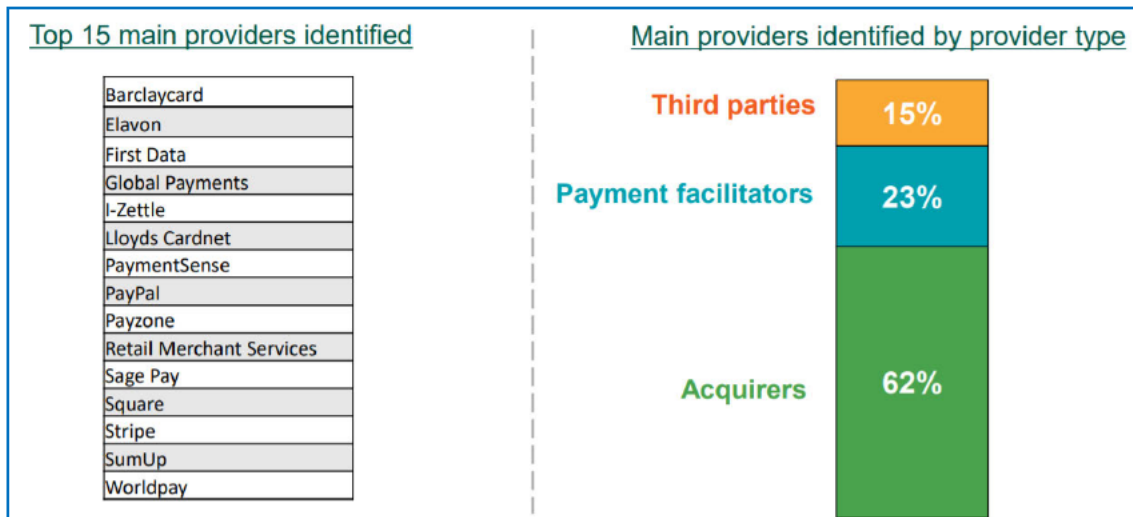 Top 15 main providers identified
Barclaycard
Elavon
First Data
Global Payments
I-Zettle
Lloyds Cardnet
PaymentSense
PayPal
Payzone
Retail Merchant Services
Sage Pay
Square
Stripe
SumUp
Worldpay
Main providers identified by provider type
Third parties 15%
Payment facilitators 23%
Acquirers 62%